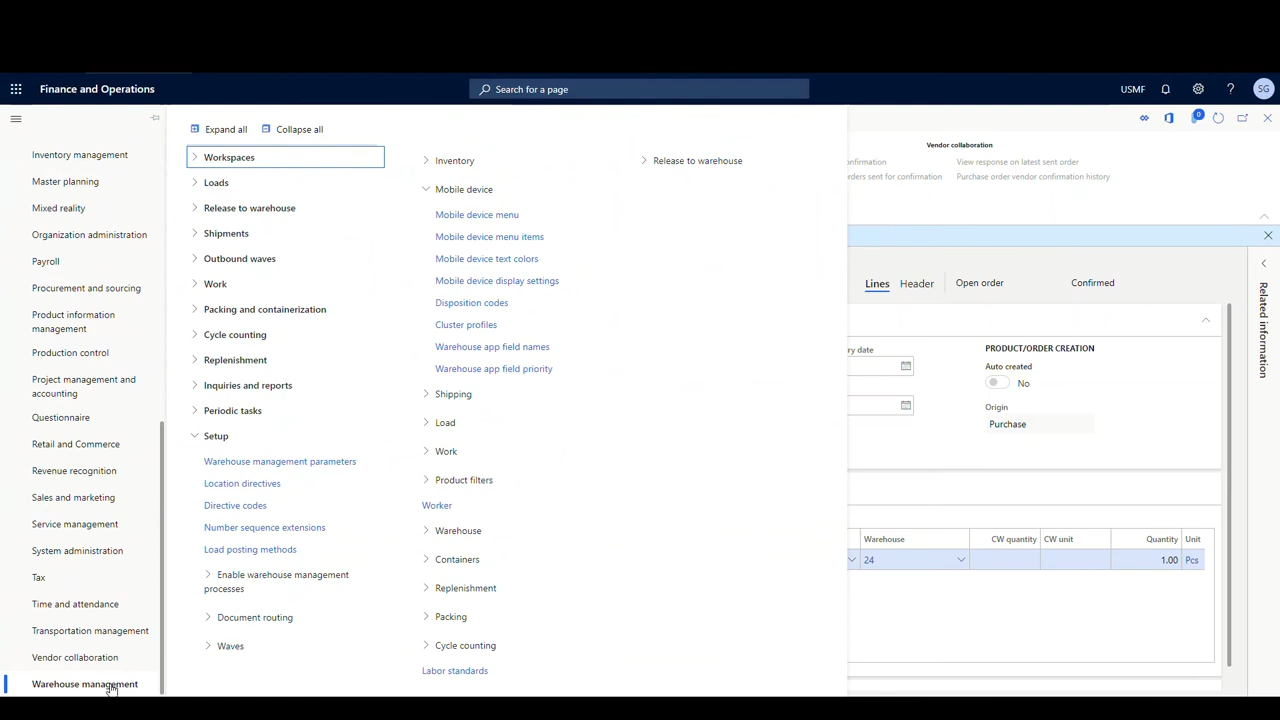 Finance and Operations
Search for a page
USMF
?
SG
0
Inventory management
Master planning
Mixed reality
Organization administration
Payroll
Procurement and sourcing
Product information
management
Production control
Project management and
accounting
Questionnaire
Retail and Commerce
Revenue recognition
Sales and marketing
Service management
System administration
Tax
Time and attendance
Transportation management
Vendor collaboration
Warehouse management
Expand all
Collapse all
Workspaces
Loads
Release to warehouse
Shipments
Outbound waves
Work
Packing and containerization
Cycle counting
Replenishment
Inquiries and reports
Periodic tasks
Setup
Warehouse management parameters
Location directives
Directive codes
Number sequence extensions
Load posting methods
Enable warehouse management
processes
Document routing
Waves
Inventory
Mobile device
Mobile device menu
Mobile device menu items
Mobile device text colors
Mobile device display settings
Disposition codes
Cluster profiles
Warehouse app field names
Warehouse app field priority
Shipping
Load
Work
Product filters
Worker
Warehouse
Containers
Replenishment
Packing
Cycle counting
Labor standards
Release to warehouse
Vendor collaboration
onfirmation
View response on latest sent order
orders sent for confirmation
Purchase order vendor confirmation history
Lines
Header
Open order
Confirmed
ry date
PRODUCT/ORDER CREATION
Auto created
No
Origin
Purchase
Warehouse
CW quantity
CW unit
Quantity
Unit
24
1.00
Pcs
Related information